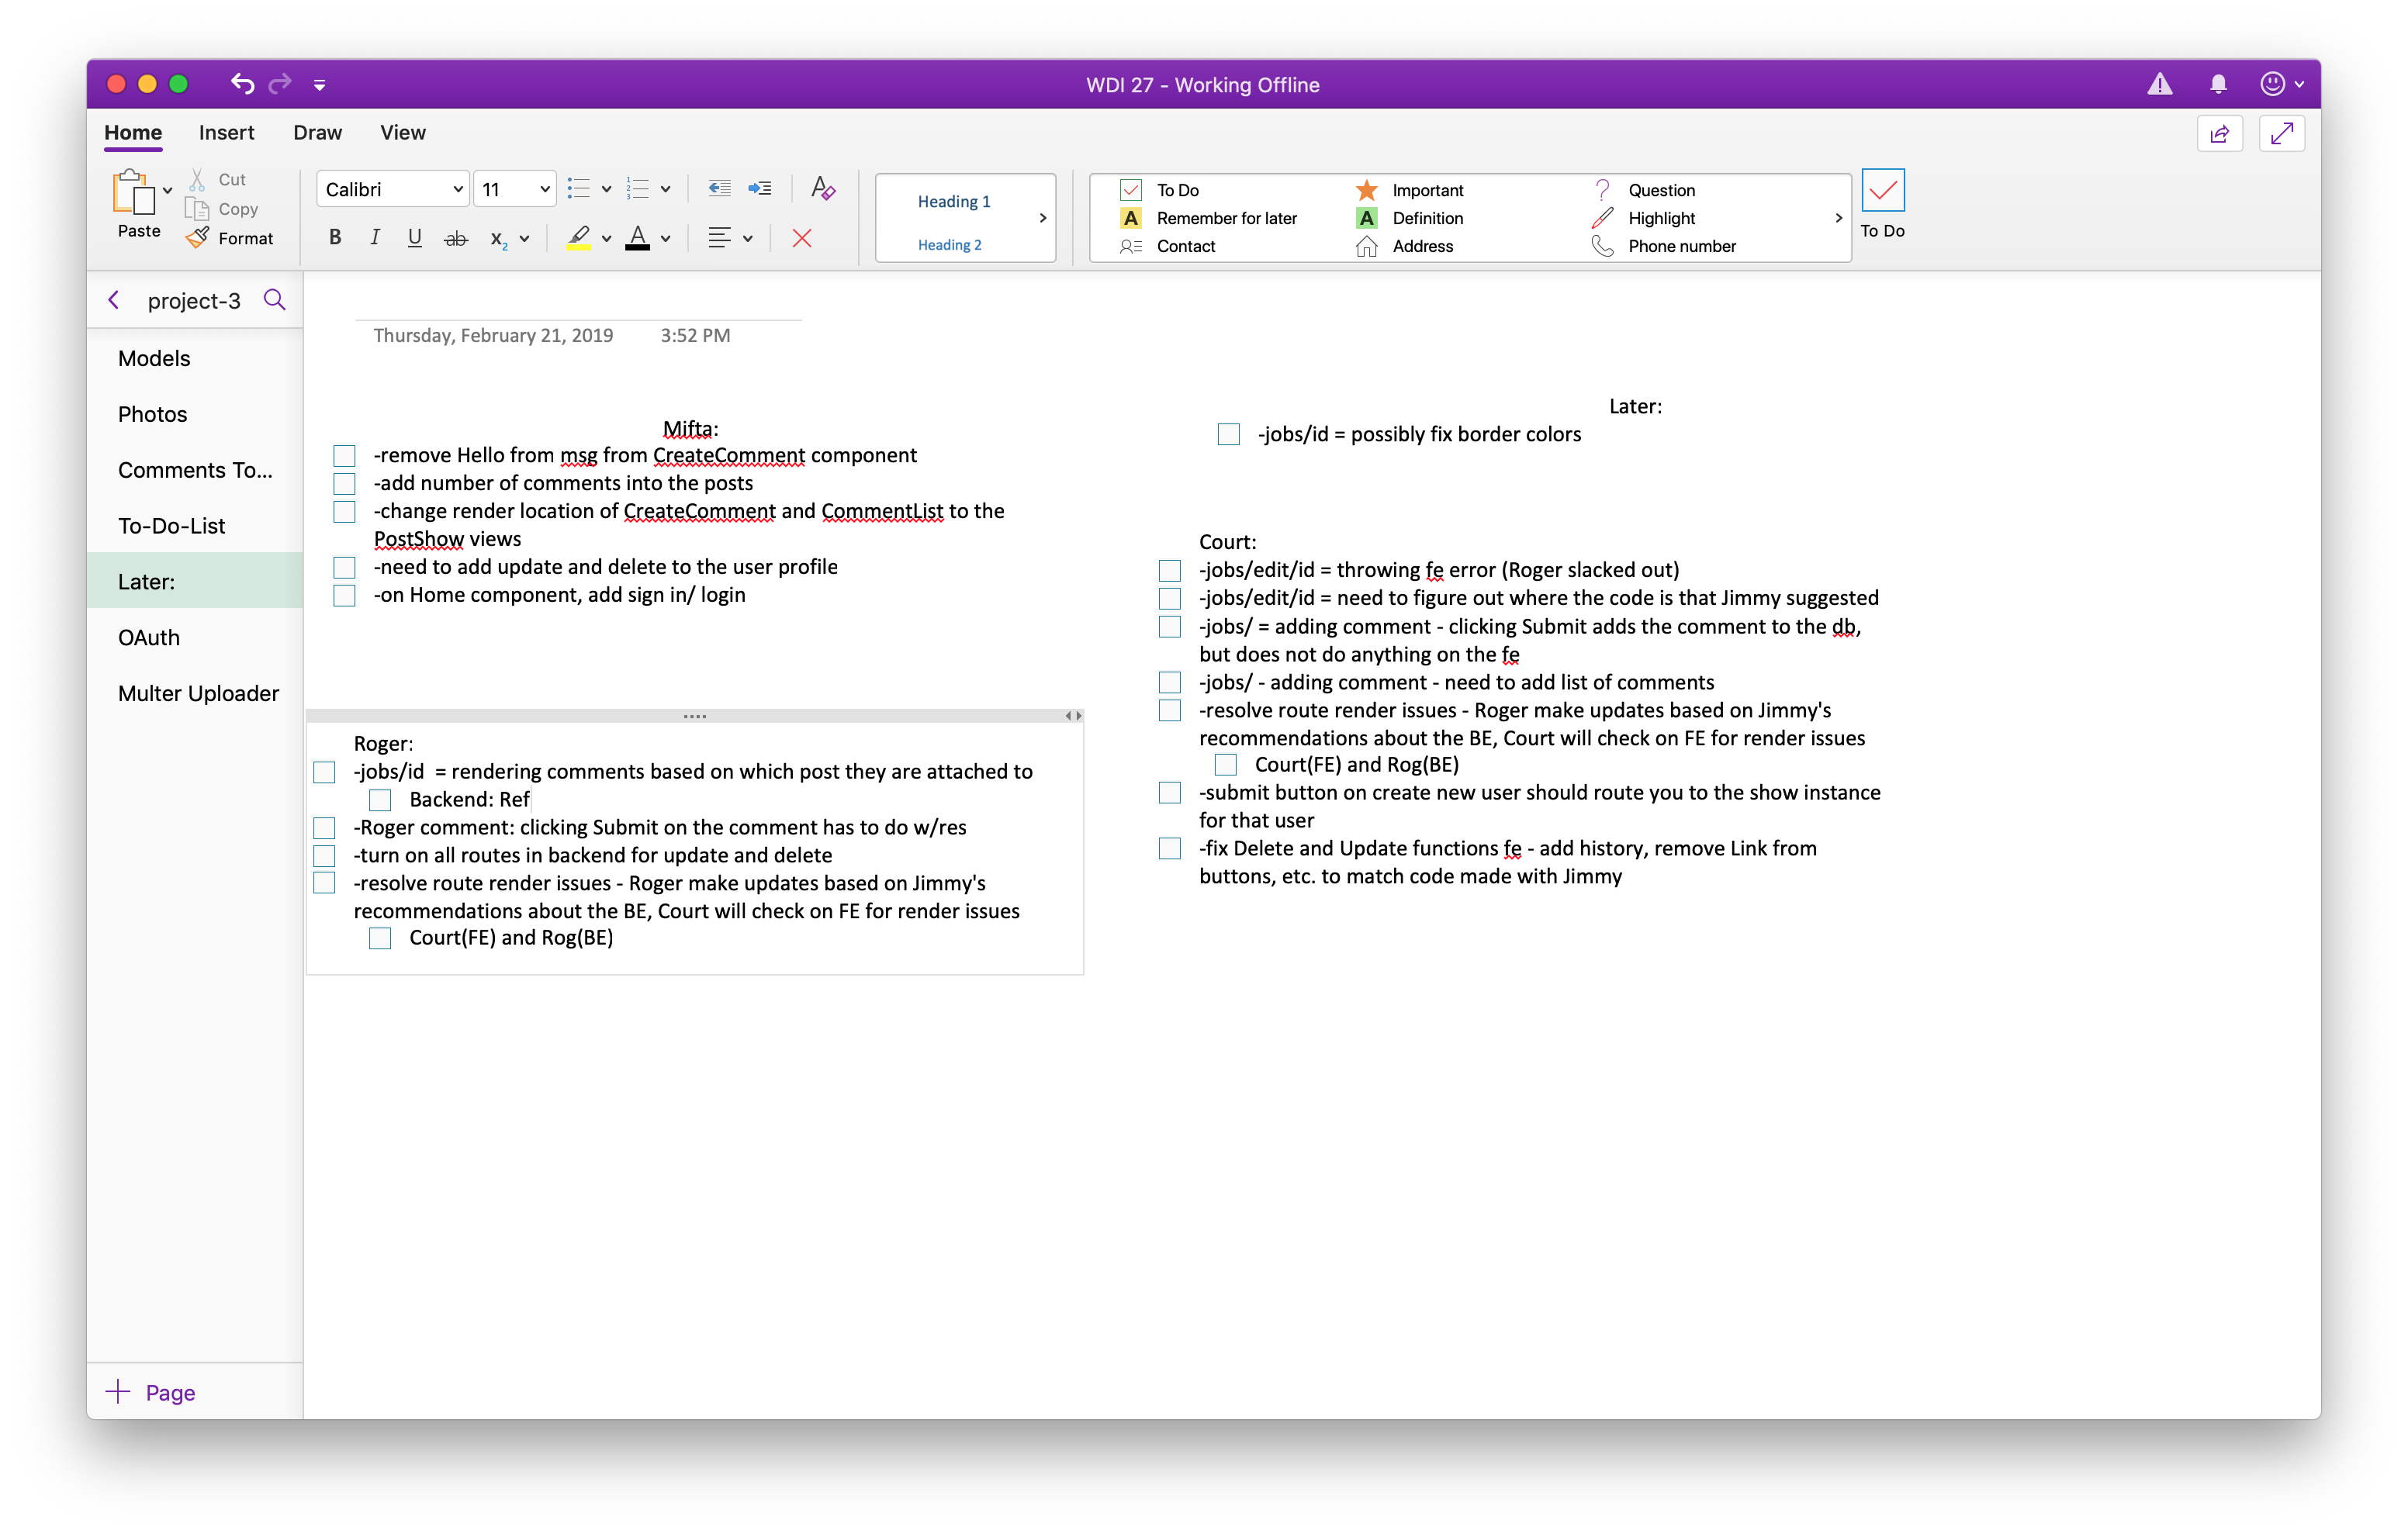 WDI 27 - Working Offline
Home Insert Draw View
Paste
Cut
Copy
Format
Calibri 11
B I U ab x2 A A
Heading 1
Heading 2
To Do Important Question
A Remember for later A Definition Highlight
Contact Address Phone number
To Do
project-3
Models
Photos
Comments To...
To-Do-List
Later:
OAuth
Multer Uploader
Page
Thursday, February 21, 2019 3:52 PM
Mifta:
-remove Hello from msg from CreateComment component
-add number of comments into the posts
-change render location of CreateComment and CommentList to the
PostShow views
-need to add update and delete to the user profile
-on Home component, add sign in/ login
Roger:
-jobs/id = rendering comments based on which post they are attached to
Backend: Ref
-Roger comment: clicking Submit on the comment has to do w/res
-turn on all routes in backend for update and delete
-resolve route render issues - Roger make updates based on Jimmy's
recommendations about the BE, Court will check on FE for render issues
Court(FE) and Rog(BE)
Later:
-jobs/id = possibly fix border colors
Court:
-jobs/edit/id = throwing fe error (Roger slacked out)
-jobs/edit/id = need to figure out where the code is that Jimmy suggested
-jobs/ = adding comment - clicking Submit adds the comment to the db,
but does not do anything on the fe
-jobs/ - adding comment - need to add list of comments
-resolve route render issues - Roger make updates based on Jimmy's
recommendations about the BE, Court will check on FE for render issues
Court(FE) and Rog(BE)
-submit button on create new user should route you to the show instance
for that user
-fix Delete and Update functions fe - add history, remove Link from
buttons, etc. to match code made with Jimmy